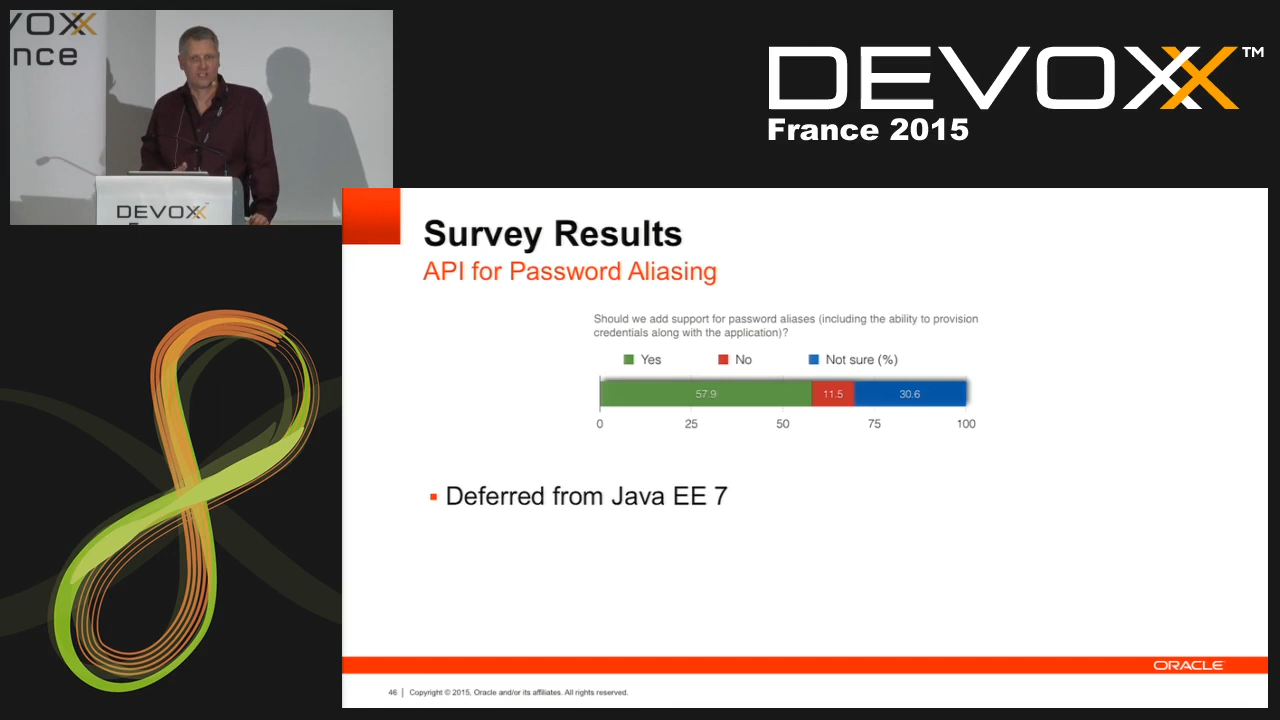 VOXX
nce
DEVOXX
DEVOXX™
France 2015
Survey Results
API for Password Aliasing
Should we add support for password aliases (including the ability to provision
credentials along with the application)?
Yes No Not sure (%)
57.9 11.5 30.6
0 25 50 75 100
Deferred from Java EE 7
ORACLE
46 | Copyright © 2015, Oracle and/or its affiliates. All rights reserved.